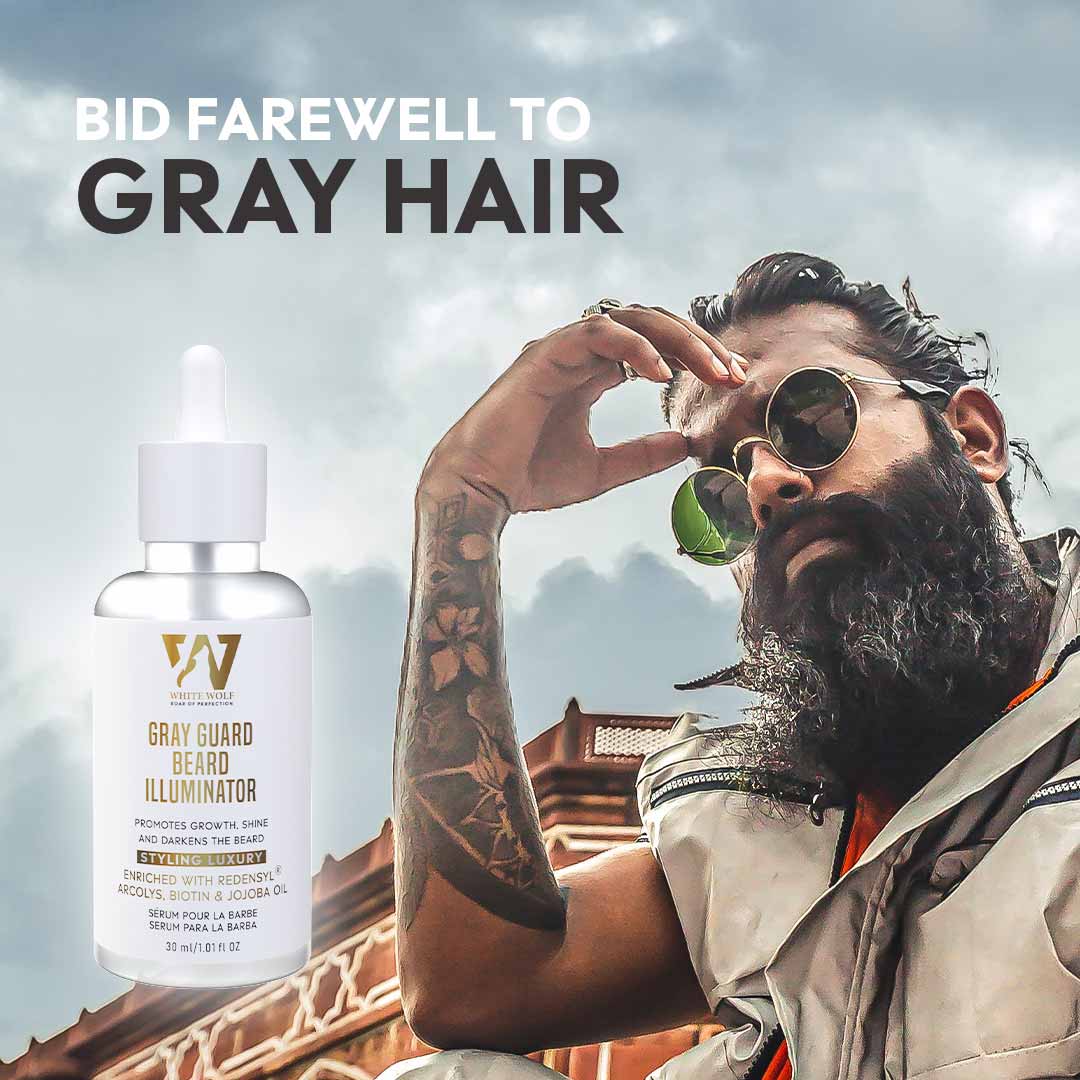 BID FAREWELL TO
GRAY HAIR
WHITE WOLF
SOAR OF PERFECTION
GRAY GUARD
BEARD
ILLUMINATOR
PROMOTES GROWTH, SHINE
AND DARKENS THE BEARD
STYLING LUXURY
ENRICHED WITH REDENSYL®
ARCOLYS, BIOTIN & JOJOBA OIL
SÉRUM POUR LA BARBE
SERUM PARA LA BARBA
30 ml/1.01 fl OZ